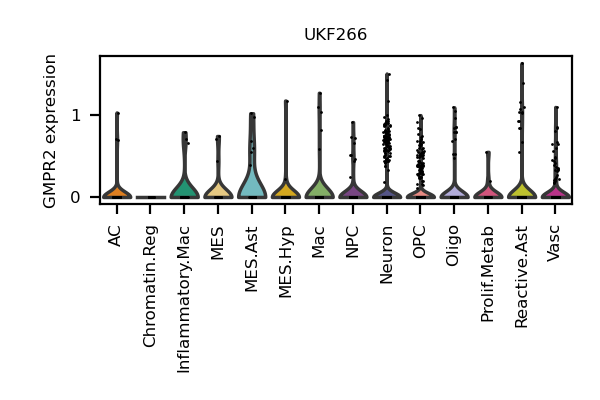 UKF266
GMPR2 expression
1
0
AC
Chromatin.Reg
Inflammatory.Mac
MES
MES.Ast
MES.Hyp
Mac
NPC
Neuron
OPC
Oligo
Prolif.Metab
Reactive.Ast
Vasc